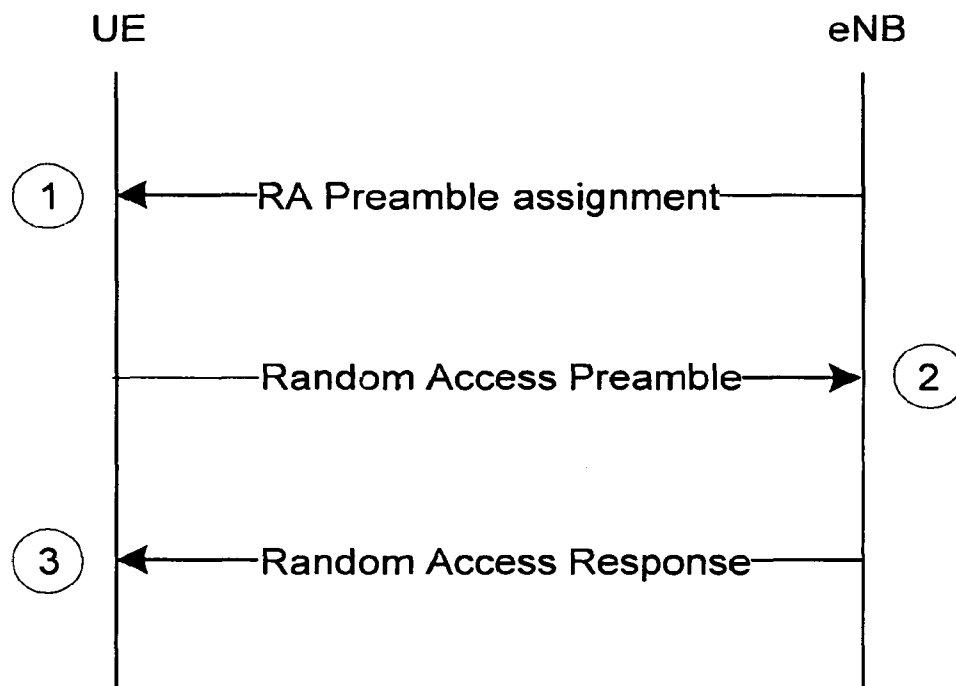 UE
eNB
1
RA Preamble assignment
Random Access Preamble
2
3
Random Access Response